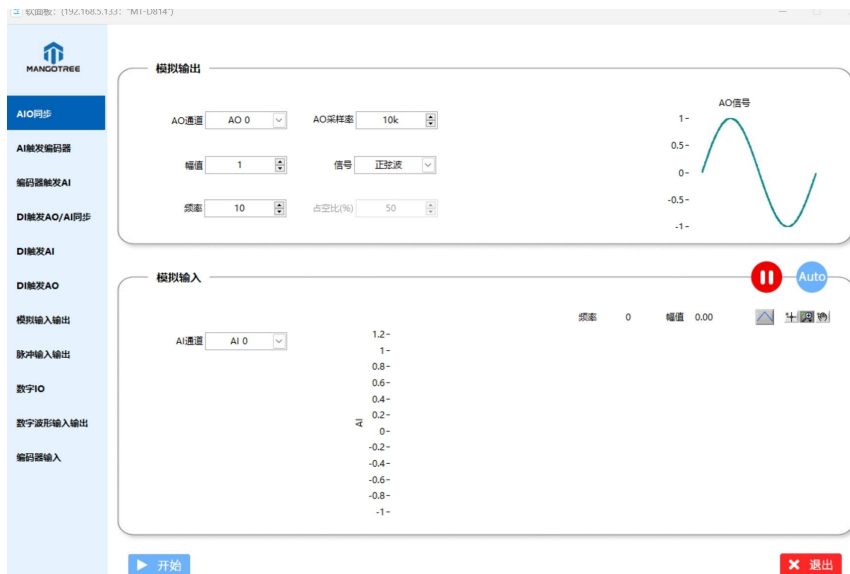 软面板: (192.168.5.133: "MT-D814")
MANGOTREE
AIO同步
AI触发编码器
编码器触发AI
DI触发AO/AI同步
DI触发AI
DI触发AO
模拟输入输出
脉冲输入输出
数字IO
数字波形输入输出
编码器输入
模拟输出
AO通道 AO 0 AO采样率 10k
幅值 1 信号 正弦波
频率 10 占空比(%) 50
AO信号
1
0.5
0
-0.5
-1
模拟输入
Auto
频率 0 幅值 0.00
AI通道 AI 0
AI
1.2
1
0.8
0.6
0.4
0.2
0
-0.2
-0.4
-0.6
-0.8
-1
开始
退出